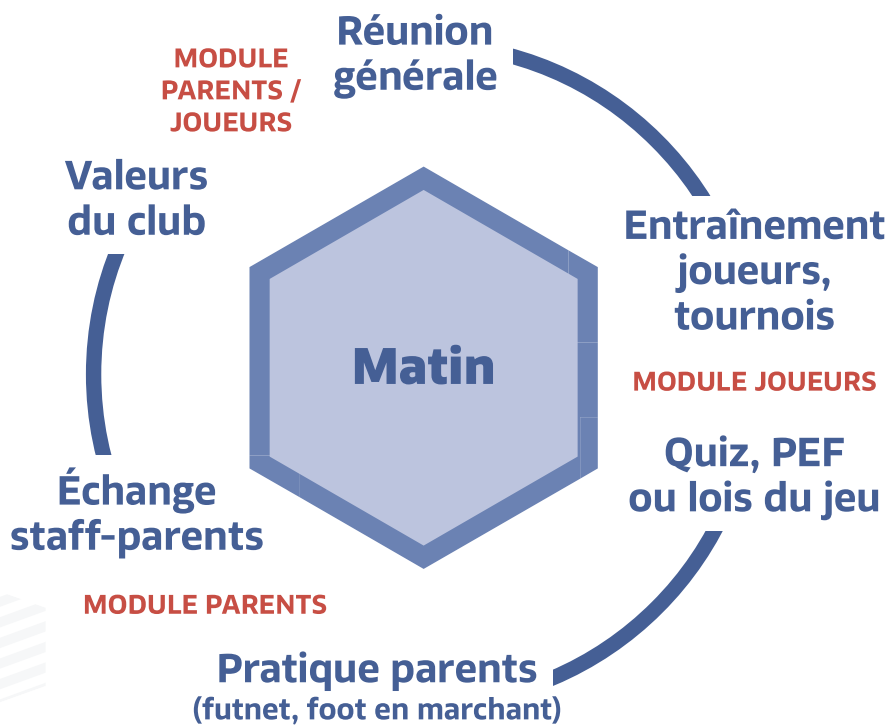 Réunion
générale
MODULE
PARENTS /
JOUEURS
Valeurs
du club
Entraînement
joueurs,
tournois
Matin
MODULE JOUEURS
Quiz, PEF
ou lois du jeu
Échange
staff-parents
MODULE PARENTS
Pratique parents
(futnet, foot en marchant)